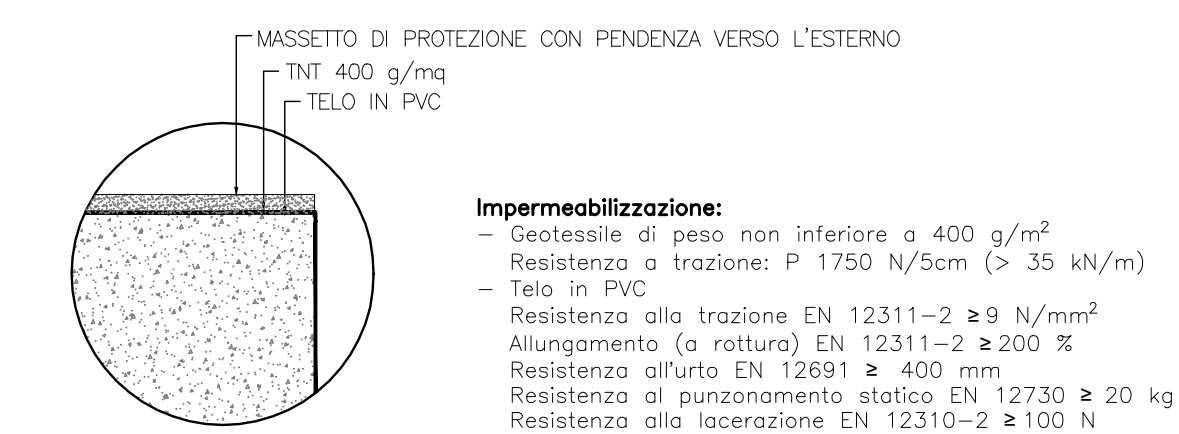 MASSETTO DI PROTEZIONE CON PENDENZA VERSO L'ESTERNO
TNT 400 g/mq
TELO IN PVC
Impermeabilizzazione:
- Geotessile di peso non inferiore a 400 g/m²
Resistenza a trazione: P 1750 N/5cm (> 35 kN/m)
- Telo in PVC
Resistenza alla trazione EN 12311-2 ≥9 N/mm²
Allungamento (a rottura) EN 12311-2 ≥200 %
Resistenza all'urto EN 12691 ≥ 400 mm
Resistenza al punzonamento statico EN 12730 ≥ 20 kg
Resistenza alla lacerazione EN 12310-2 ≥100 N